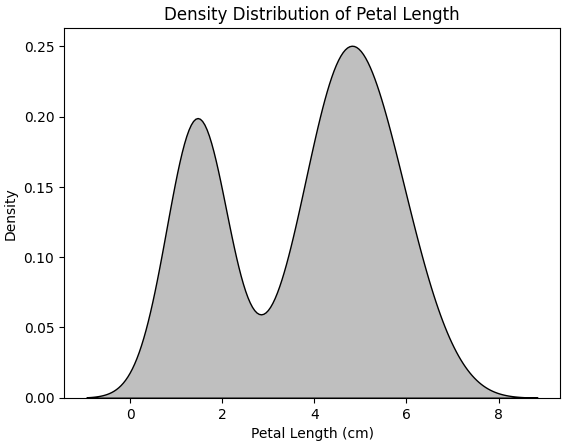 Density Distribution of Petal Length
0.25
0.20
0.15
0.10
0.05
0.00
Density
0 2 4 6 8
Petal Length (cm)